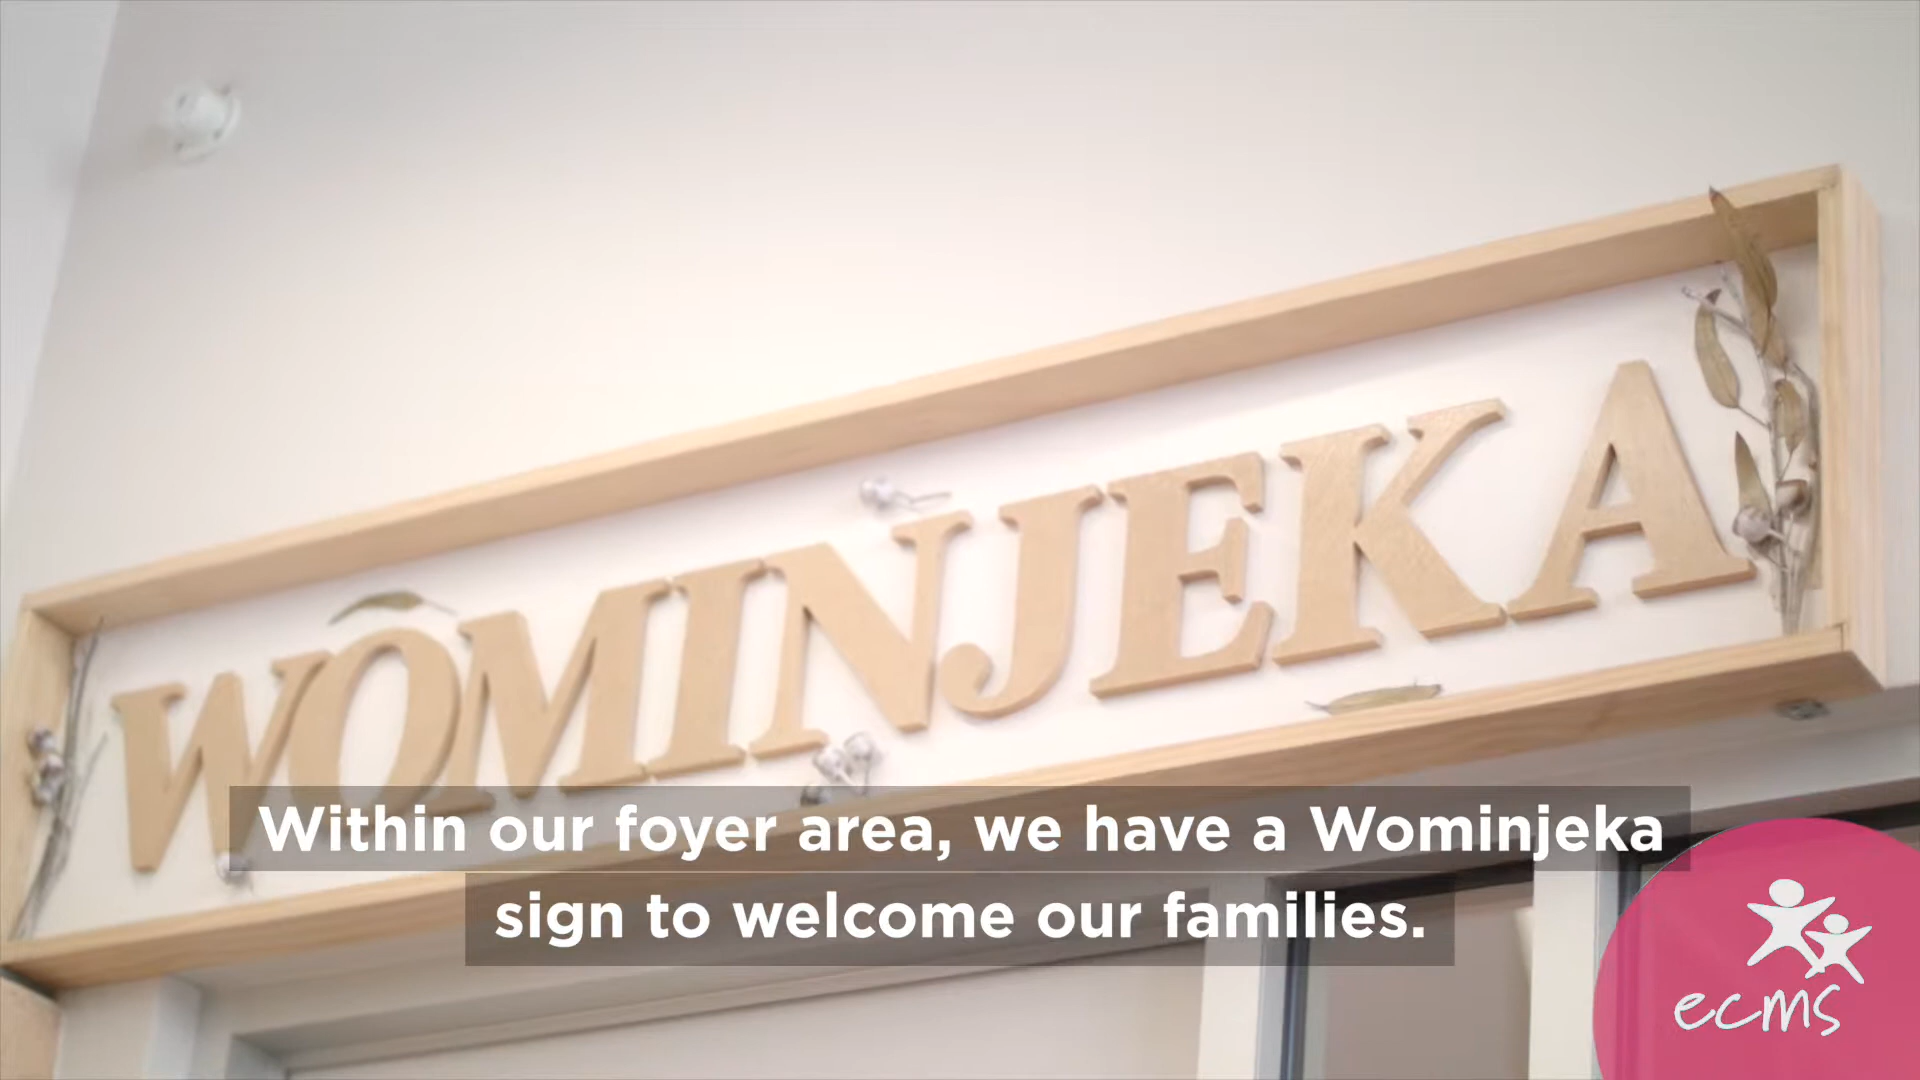 WOMINJEKA
Within our foyer area, we have a Wominjeka
sign to welcome our families.
ecms